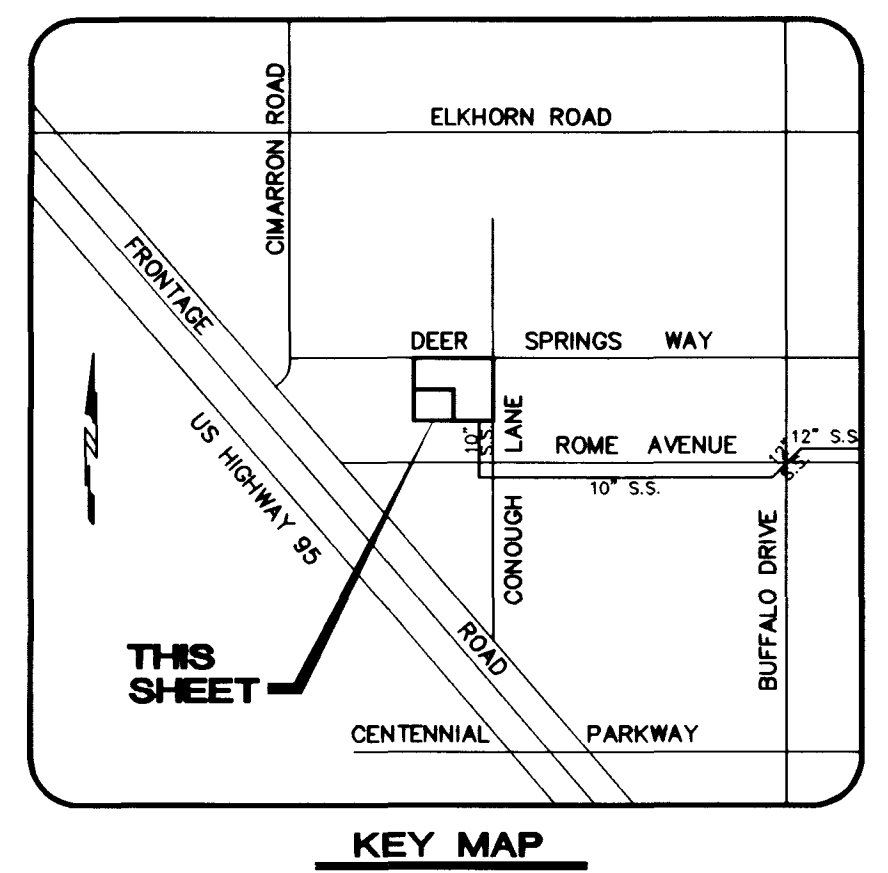 CIMARRON ROAD
ELKHORN ROAD
FRONTAGE
DEER SPRINGS WAY
US HIGHWAY 95
10" S.S.
CONOUGH LANE
ROME AVENUE
12" S.S.
12" S.S.
10" S.S.
BUFFALO DRIVE
ROAD
THIS
SHEET
CENTENNIAL PARKWAY
N
KEY MAP